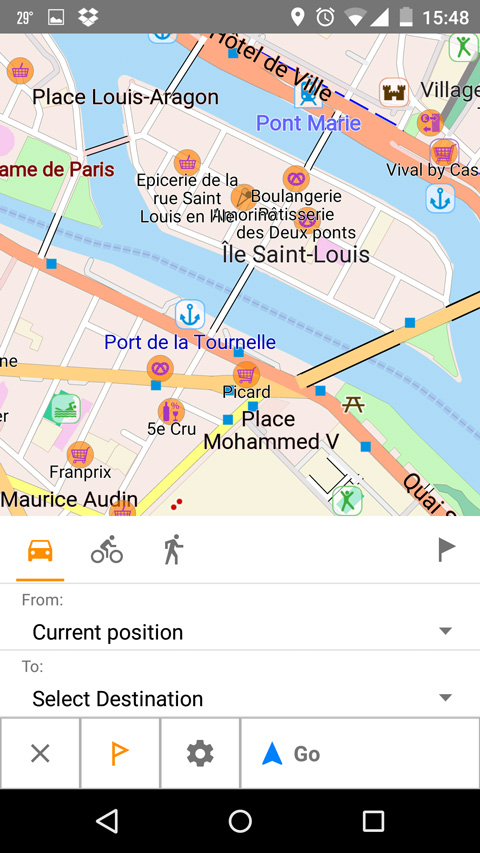 29°
15:48
Hôtel de Ville
Place Louis-Aragon
Village
Pont Marie
ame de Paris
Vival by Cas
Epicerie de la
rue Saint
Louis en l'Île
Boulangerie
Amorino
Pâtisserie
des Deux ponts
Île Saint-Louis
Port de la Tournelle
ne
Picard
er
5e Cru
Place
Mohammed V
Franprix
Maurice Audin
Quai S
From:
Current position
To:
Select Destination
Go